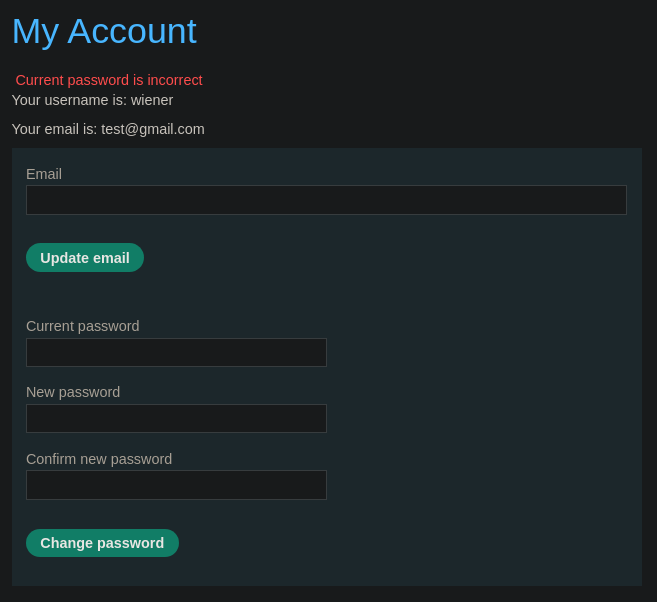 My Account
Current password is incorrect
Your username is: wiener
Your email is: test@gmail.com
Email
Update email
Current password
New password
Confirm new password
Change password